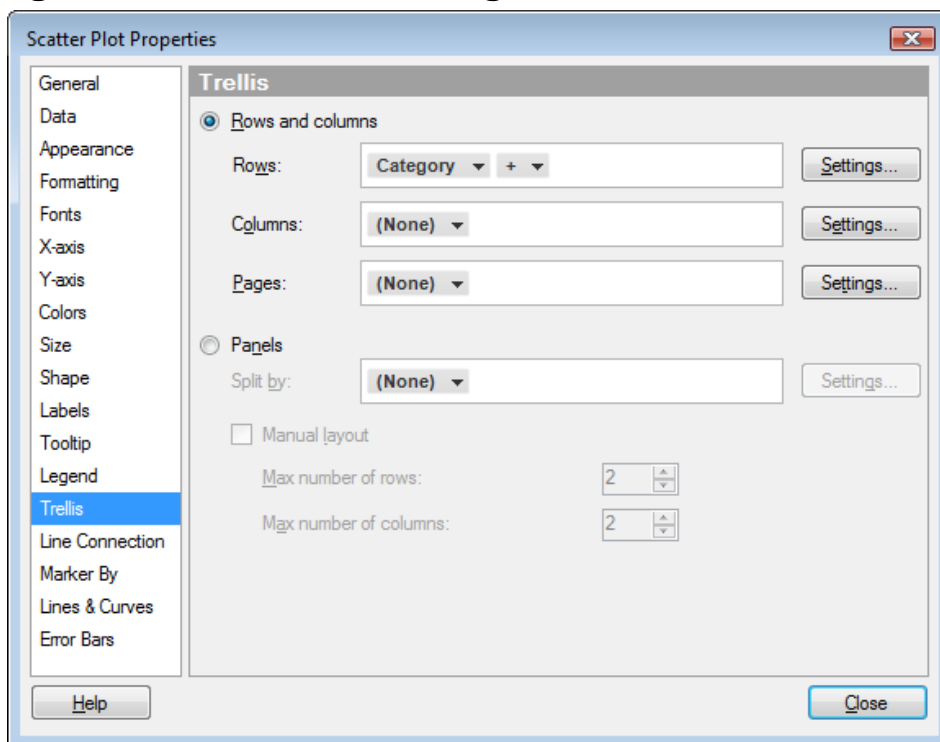 Scatter Plot Properties
General
Data
Appearance
Formatting
Fonts
X-axis
Y-axis
Colors
Size
Shape
Labels
Tooltip
Legend
Trellis
Line Connection
Marker By
Lines & Curves
Error Bars
Trellis
Rows and columns
Rows: Category + Settings...
Columns: (None) Settings...
Pages: (None) Settings...
Panels
Split by: (None) Settings...
Manual layout
Max number of rows: 2
Max number of columns: 2
Help Close